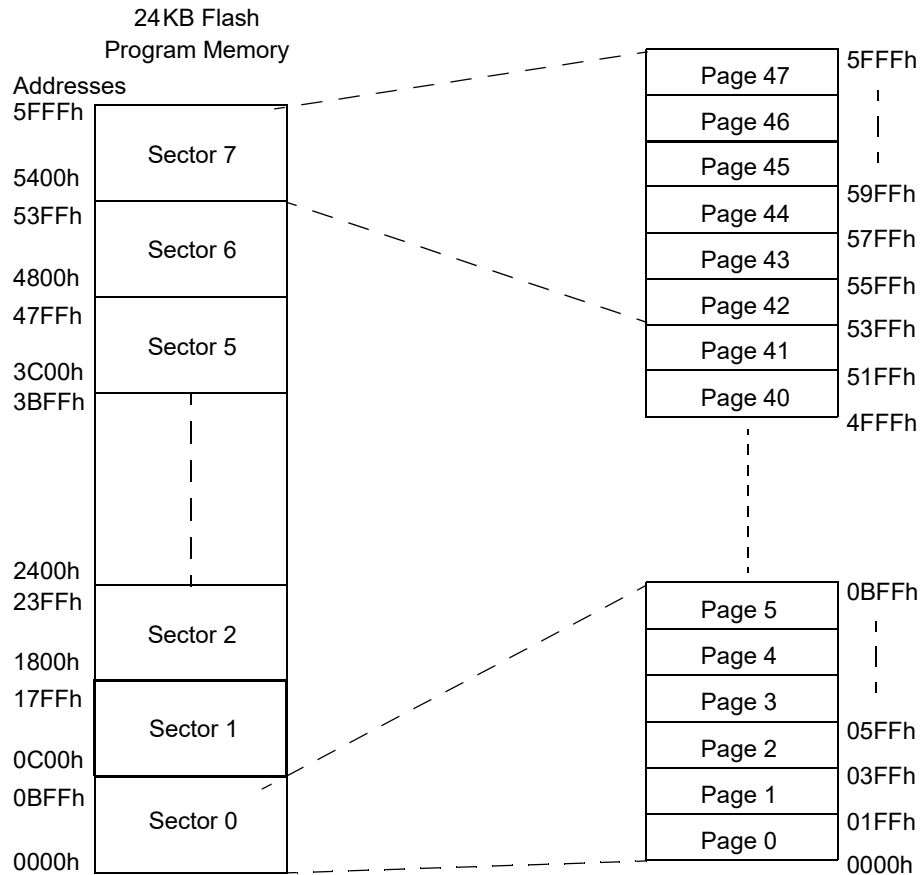 24KB Flash
Program Memory
Addresses
5FFFh
Sector 7
5400h
53FFh
Sector 6
4800h
47FFh
Sector 5
3C00h
3BFFh
2400h
23FFh
Sector 2
1800h
17FFh
Sector 1
0C00h
0BFFh
Sector 0
0000h
5FFFh
Page 47
Page 46
Page 45
59FFh
Page 44
57FFh
Page 43
55FFh
Page 42
53FFh
Page 41
51FFh
Page 40
4FFFh
0BFFh
Page 5
Page 4
Page 3
05FFh
Page 2
03FFh
Page 1
01FFh
Page 0
0000h